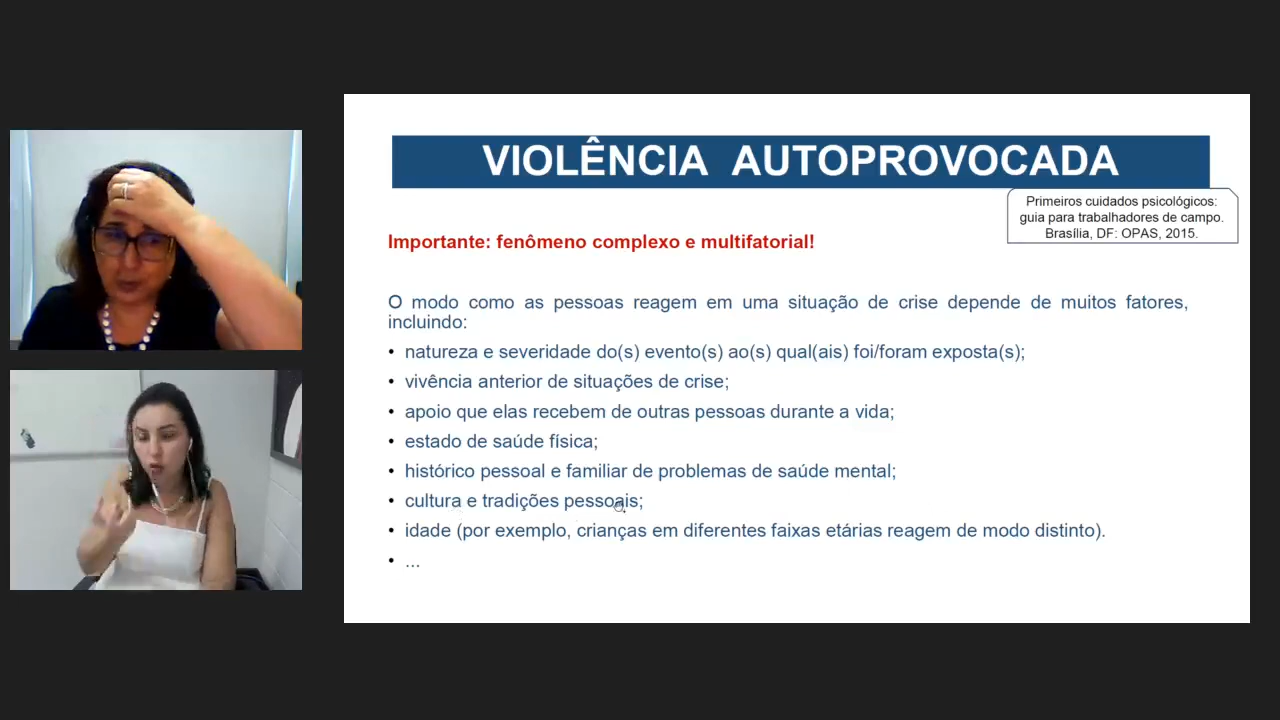 VIOLÊNCIA AUTOPROVOCADA
Primeiros cuidados psicológicos:
guia para trabalhadores de campo.
Brasília, DF: OPAS, 2015.
Importante: fenômeno complexo e multifatorial!
O modo como as pessoas reagem em uma situação de crise depende de muitos fatores,
incluindo:
• natureza e severidade do(s) evento(s) ao(s) qual(ais) foi/foram exposta(s);
• vivência anterior de situações de crise;
• apoio que elas recebem de outras pessoas durante a vida;
• estado de saúde física;
• histórico pessoal e familiar de problemas de saúde mental;
• cultura e tradições pessoais;
• idade (por exemplo, crianças em diferentes faixas etárias reagem de modo distinto).
• ...